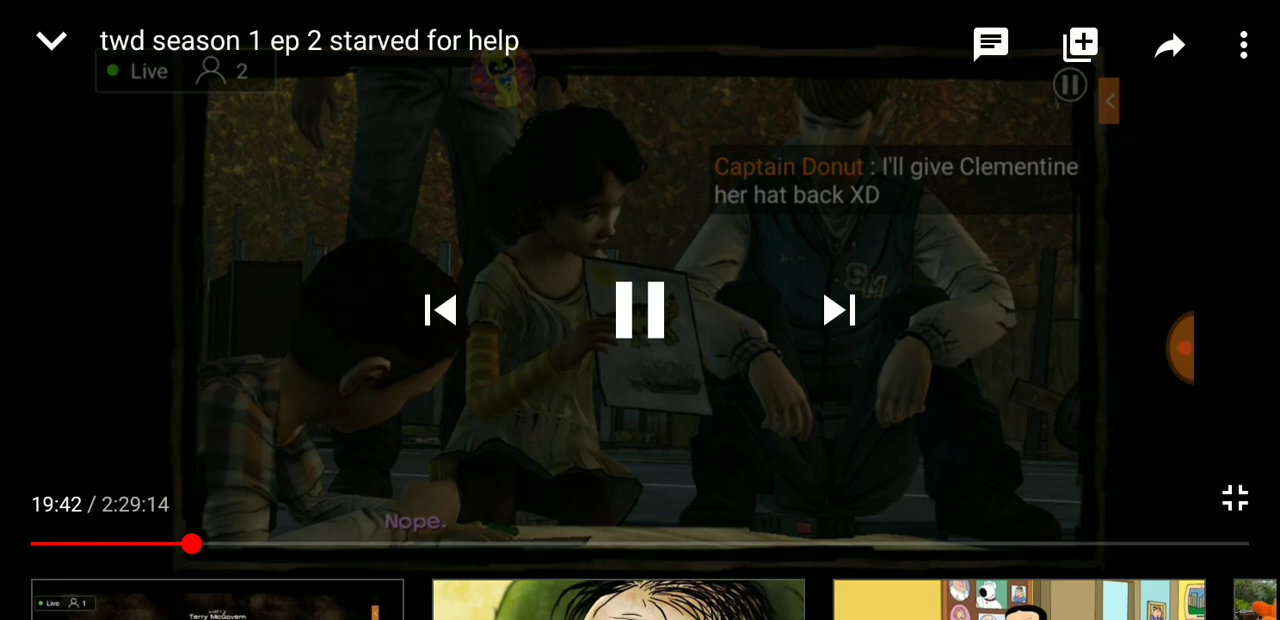 twd season 1 ep 2 starved for help
Live 2
Captain Donut : I'll give Clementine
her hat back XD
SM
19:42 / 2:29:14
Nope.
Live 1
Terry McGovern